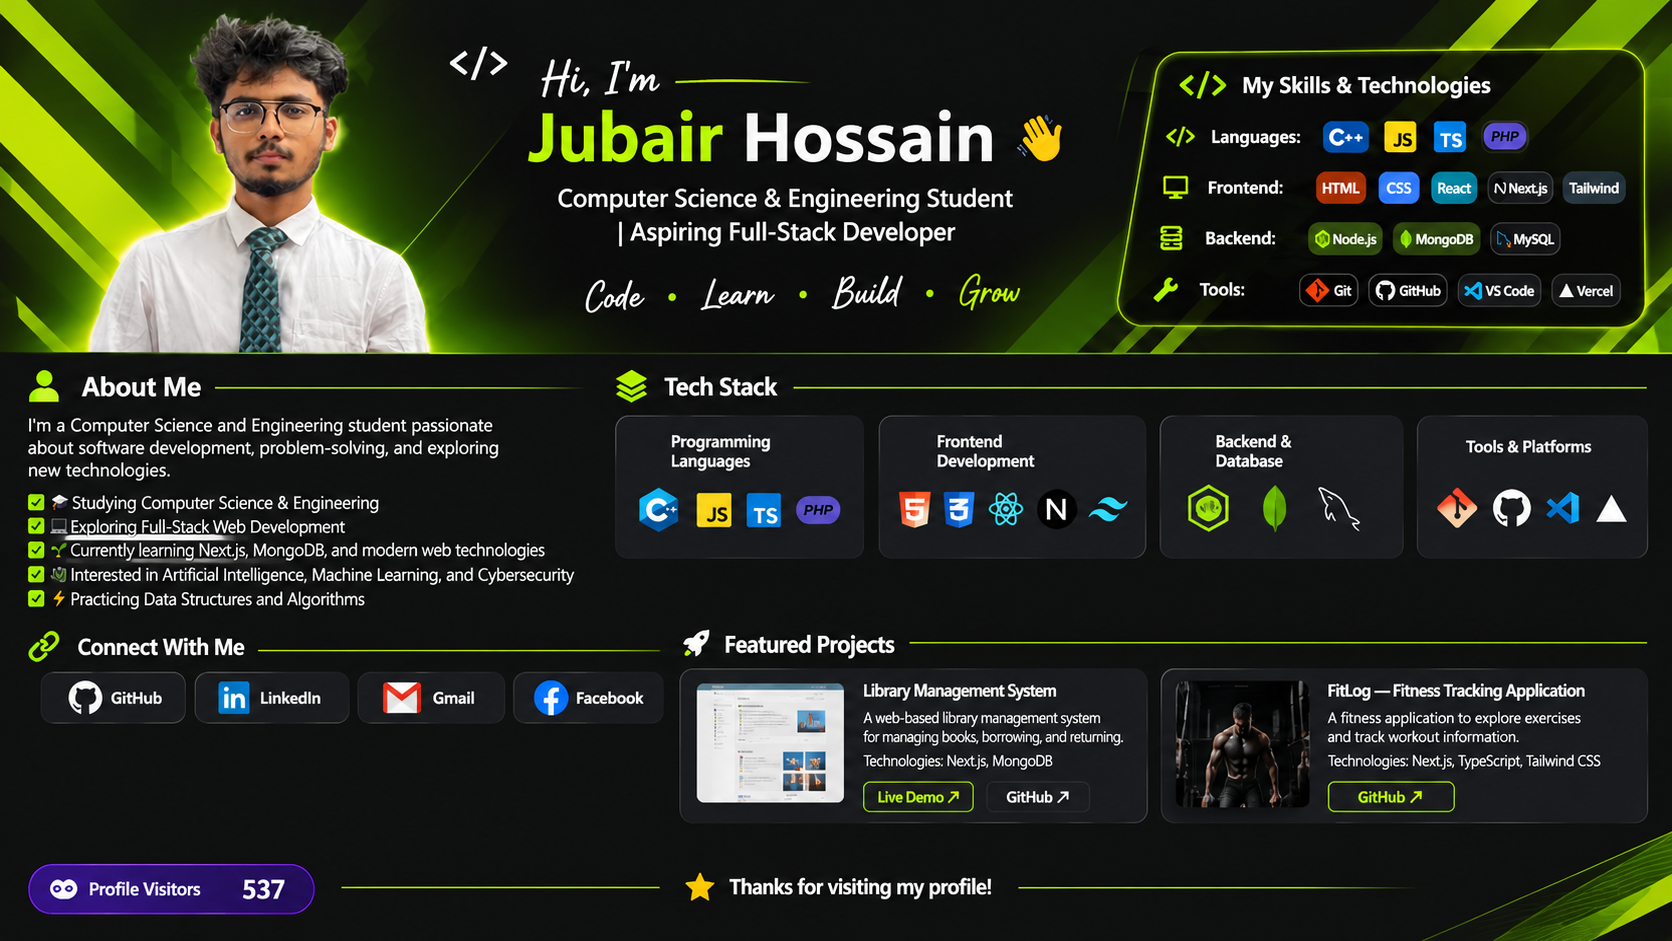 </>
Hi, I'm
Jubair Hossain
Computer Science & Engineering Student
| Aspiring Full-Stack Developer
Code • Learn • Build • Grow
</> My Skills & Technologies
</> Languages: C++ JS TS PHP
Frontend: HTML CSS React N Next.js Tailwind
Backend: Node.js MongoDB MySQL
Tools: Git GitHub VS Code Vercel
About Me
I'm a Computer Science and Engineering student passionate
about software development, problem-solving, and exploring
new technologies.
Studying Computer Science & Engineering
Exploring Full-Stack Web Development
Currently learning Next.js, MongoDB, and modern web technologies
Interested in Artificial Intelligence, Machine Learning, and Cybersecurity
Practicing Data Structures and Algorithms
Tech Stack
Programming
Languages
C++ JS TS PHP
Frontend
Development
5 3 N
Backend &
Database
Tools & Platforms
Connect With Me
GitHub
in LinkedIn
Gmail
Facebook
Featured Projects
Library Management System
A web-based library management system
for managing books, borrowing, and returning.
Technologies: Next.js, MongoDB
Live Demo ↗ GitHub ↗
FitLog — Fitness Tracking Application
A fitness application to explore exercises
and track workout information.
Technologies: Next.js, TypeScript, Tailwind CSS
GitHub ↗
Profile Visitors 537
Thanks for visiting my profile!